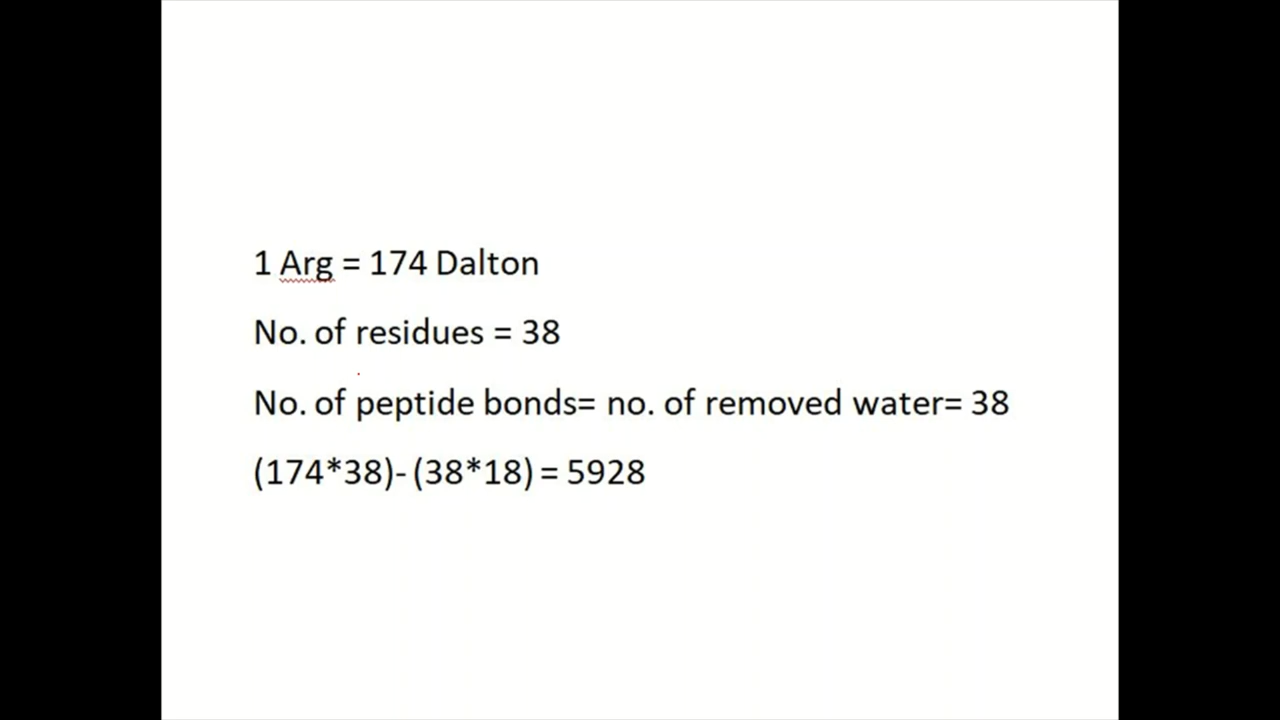 1 Arg = 174 Dalton
No. of residues = 38
No. of peptide bonds= no. of removed water= 38
(174*38)- (38*18) = 5928